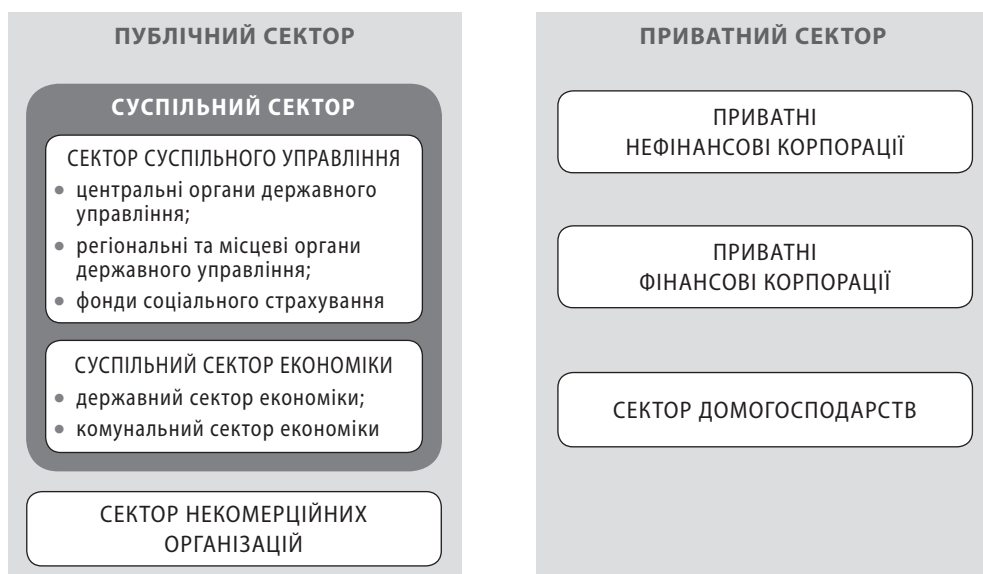 ПУБЛІЧНИЙ СЕКТОР
СУСПІЛЬНИЙ СЕКТОР
СЕКТОР СУСПІЛЬНОГО УПРАВЛІННЯ
• центральні органи державного
управління;
• регіональні та місцеві органи
державного управління;
• фонди соціального страхування
СУСПІЛЬНИЙ СЕКТОР ЕКОНОМІКИ
• державний сектор економіки;
• комунальний сектор економіки
СЕКТОР НЕКОМЕРЦІЙНИХ
ОРГАНІЗАЦІЙ
ПРИВАТНИЙ СЕКТОР
ПРИВАТНІ
НЕФІНАНСОВІ КОРПОРАЦІЇ
ПРИВАТНІ
ФІНАНСОВІ КОРПОРАЦІЇ
СЕКТОР ДОМОГОСПОДАРСТВ